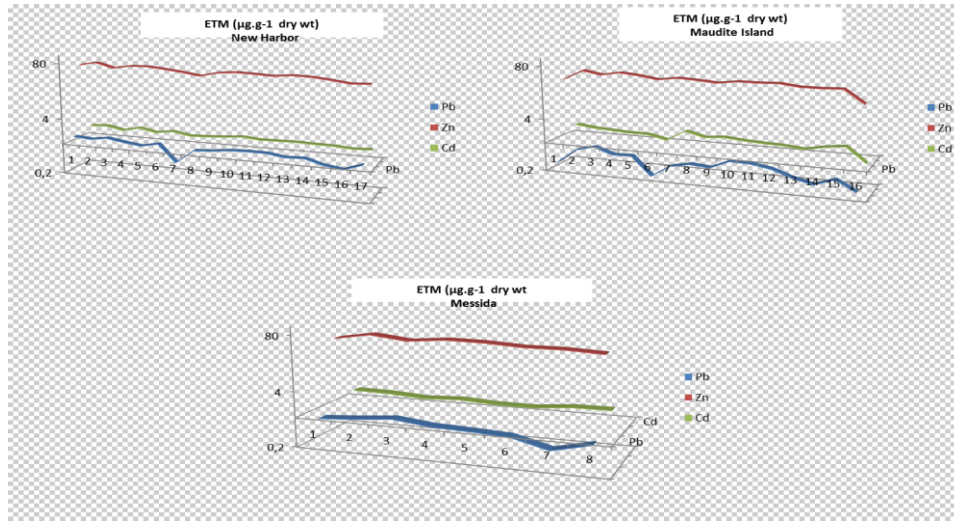 ETM (µg.g-1 dry wt)
New Harbor
80
4
0,2
1 2 3 4 5 6 7 8 9 10 11 12 13 14 15 16 17
Pb
Pb
Zn
Cd
ETM (µg.g-1 dry wt)
Maudite Island
80
4
0,2
1 2 3 4 5 6 7 8 9 10 11 12 13 14 15 16
Pb
Pb
Zn
Cd
ETM (µg.g-1 dry wt
Messida
80
4
0,2
1 2 3 4 5 6 7 8
Cd
Pb
Pb
Zn
Cd